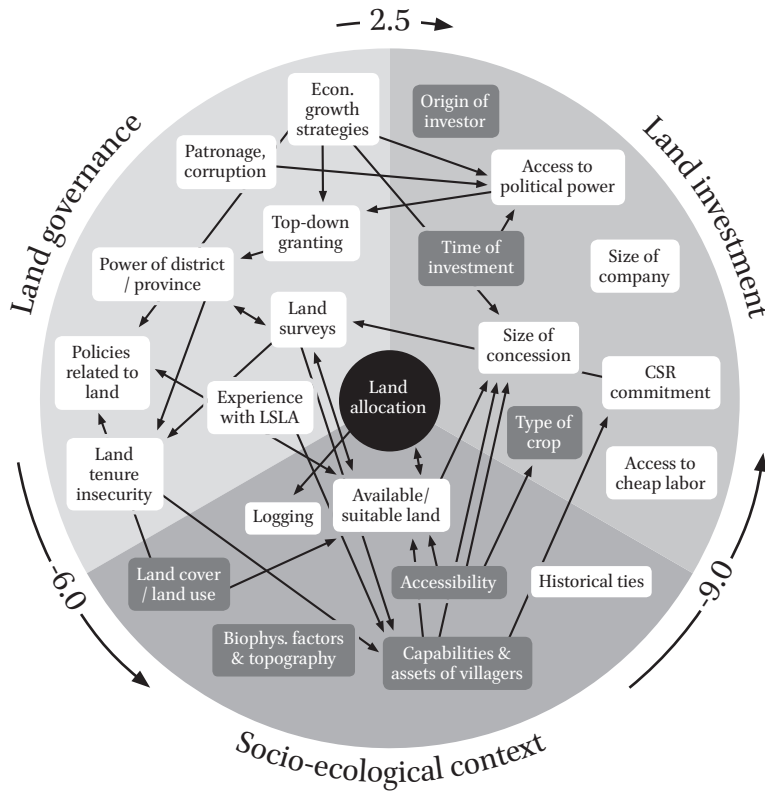 2.5
Land governance
Land investment
Econ.
growth
strategies
Origin of
investor
Patronage,
corruption
Access to
political power
Top-down
granting
Time of
investment
Size of
company
Power of district
/ province
Land
surveys
Size of
concession
Policies
related to
land
CSR
commitment
Land
allocation
Experience
with LSLA
Type of
crop
Land
tenure
insecurity
Access to
cheap labor
Available/
suitable land
Logging
Land cover
/ land use
Accessibility
Historical ties
-6.0
-9.0
Biophys. factors
& topography
Capabilities &
assets of villagers
Socio-ecological context